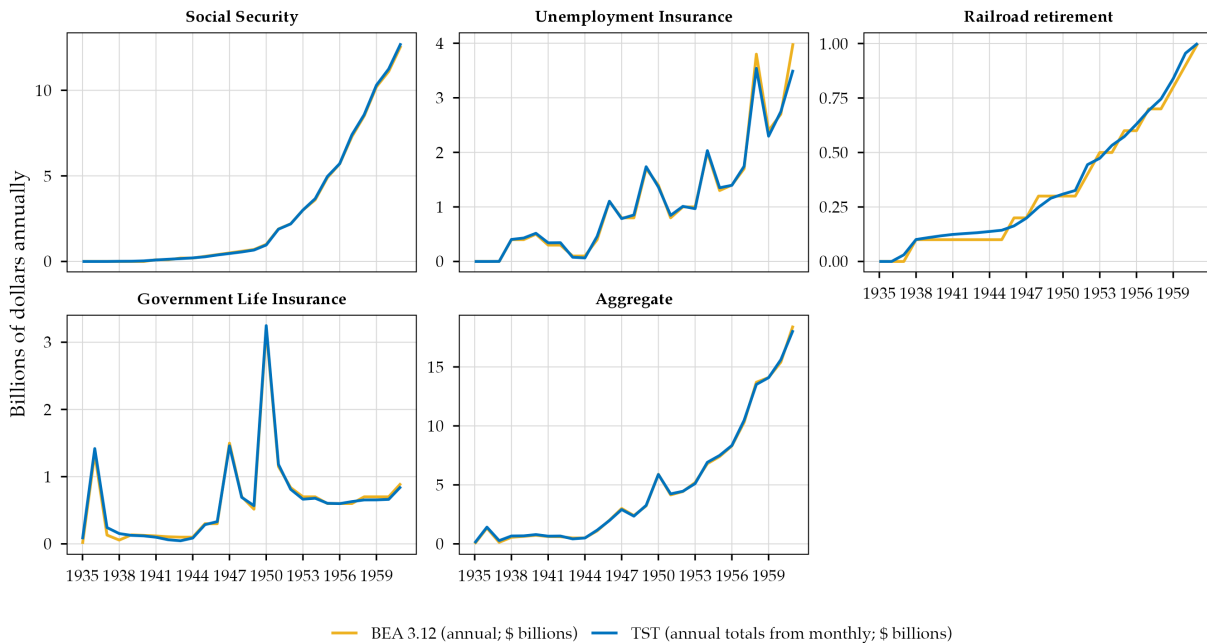 Social Security
Unemployment Insurance
Railroad retirement
Billions of dollars annually
10
5
0
4
3
2
1
0
1.00
0.75
0.50
0.25
0.00
1935 1938 1941 1944 1947 1950 1953 1956 1959
Government Life Insurance
Aggregate
3
2
1
0
15
10
5
0
1935 1938 1941 1944 1947 1950 1953 1956 1959
1935 1938 1941 1944 1947 1950 1953 1956 1959
BEA 3.12 (annual; $ billions)
TST (annual totals from monthly; $ billions)